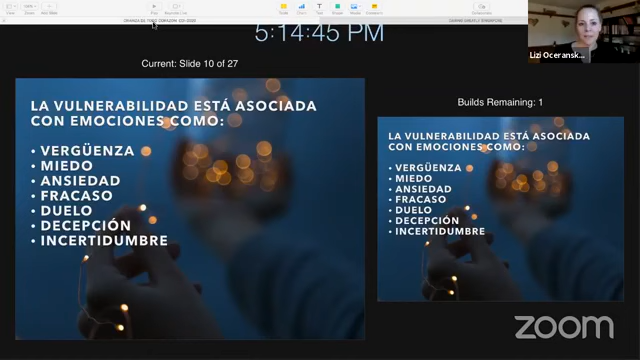 5:14:45 PM
Lizi Oceransk...
Current: Slide 10 of 27
LA VULNERABILIDAD ESTÁ ASOCIADA
CON EMOCIONES COMO:
• VERGÜENZA
• MIEDO
• ANSIEDAD
• FRACASO
• DUELO
• DECEPCIÓN
• INCERTIDUMBRE
Builds Remaining: 1
LA VULNERABILIDAD ESTÁ ASOCIADA
CON EMOCIONES COMO:
• VERGÜENZA
• MIEDO
• ANSIEDAD
• FRACASO
• DUELO
• DECEPCIÓN
• INCERTIDUMBRE
zoom